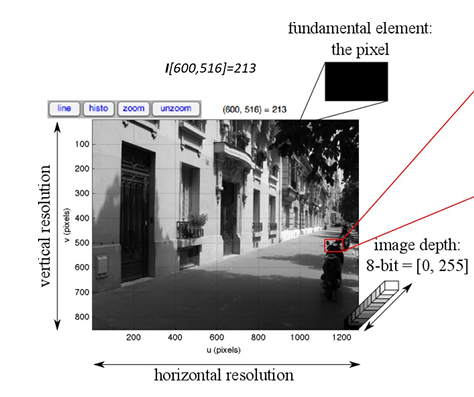 fundamental element:
the pixel
I[600,516]=213
line histo zoom unzoom (600, 516) = 213
vertical resolution
v (pixels)
100
200
300
400
500
600
700
800
image depth:
8-bit = [0, 255]
200 400 600 800 1000 1200
u (pixels)
horizontal resolution